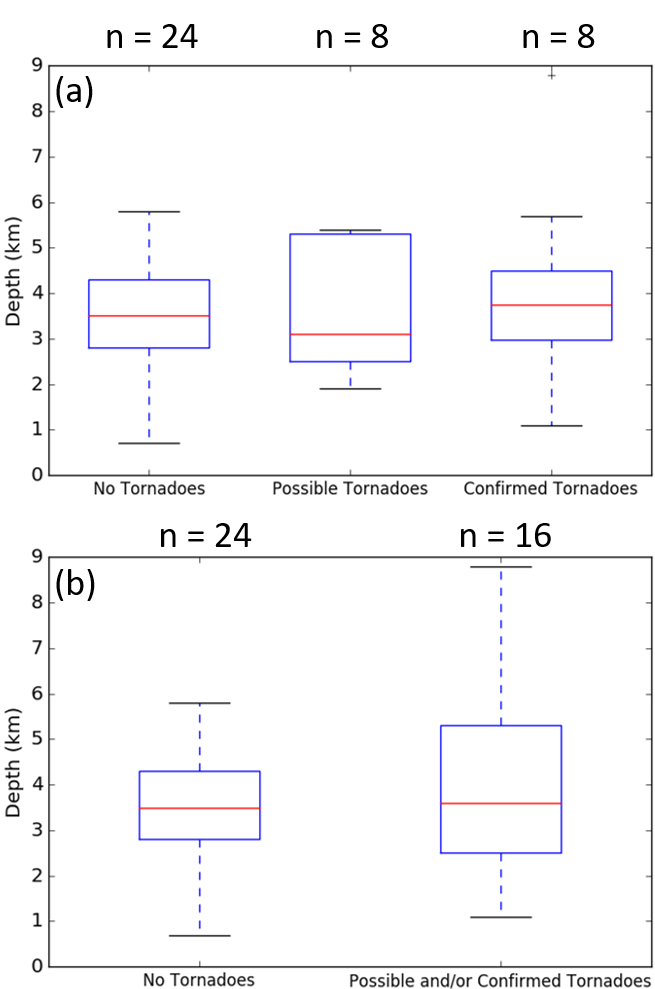 n = 24 n = 8 n = 8
(a)
9
8
7
6
5
4
3
2
1
0
Depth (km)
No Tornadoes Possible Tornadoes Confirmed Tornadoes
n = 24 n = 16
(b)
9
8
7
6
5
4
3
2
1
0
Depth (km)
No Tornadoes Possible and/or Confirmed Tornadoes